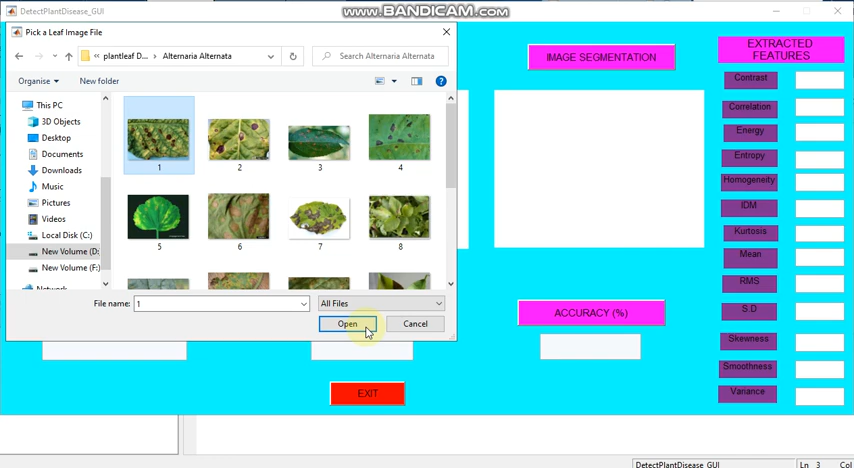 DetectPlantDisease_GUI
www.BANDICAM.com
Pick a Leaf Image File
plantleaf D... > Alternaria Alternata
Search Alternaria Alternata
Organise
New folder
This PC
3D Objects
Desktop
Documents
Downloads
Music
Pictures
Videos
Local Disk (C:)
New Volume (D:
New Volume (F:)
Network
1
2
3
4
5
6
7
8
File name:
1
All Files
Open
Cancel
IMAGE SEGMENTATION
ACCURACY (%)
EXIT
EXTRACTED
FEATURES
Contrast
Correlation
Energy
Entropy
Homogeneity
IDM
Kurtosis
Mean
RMS
S.D
Skewness
Smoothness
Variance
DetectPlantDisease_GUI
Ln 3
Col